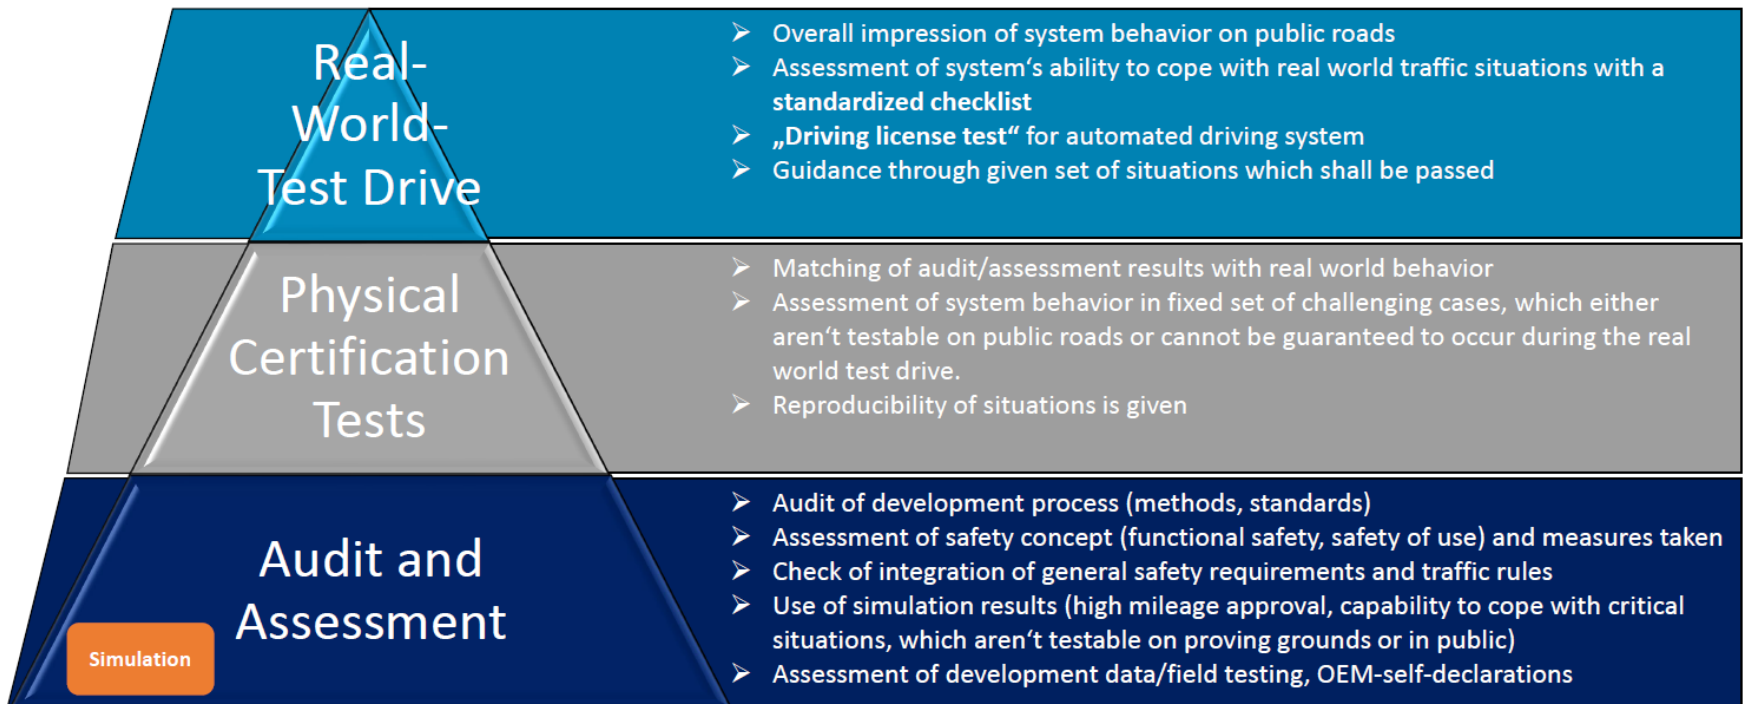 Real-
World-
Test Drive
➢ Overall impression of system behavior on public roads
➢ Assessment of system‘s ability to cope with real world traffic situations with a
standardized checklist
➢ „Driving license test“ for automated driving system
➢ Guidance through given set of situations which shall be passed
Physical
Certification
Tests
➢ Matching of audit/assessment results with real world behavior
➢ Assessment of system behavior in fixed set of challenging cases, which either
aren‘t testable on public roads or cannot be guaranteed to occur during the real
world test drive.
➢ Reproducibility of situations is given
Audit and
Assessment
Simulation
➢ Audit of development process (methods, standards)
➢ Assessment of safety concept (functional safety, safety of use) and measures taken
➢ Check of integration of general safety requirements and traffic rules
➢ Use of simulation results (high mileage approval, capability to cope with critical
situations, which aren‘t testable on proving grounds or in public)
➢ Assessment of development data/field testing, OEM-self-declarations